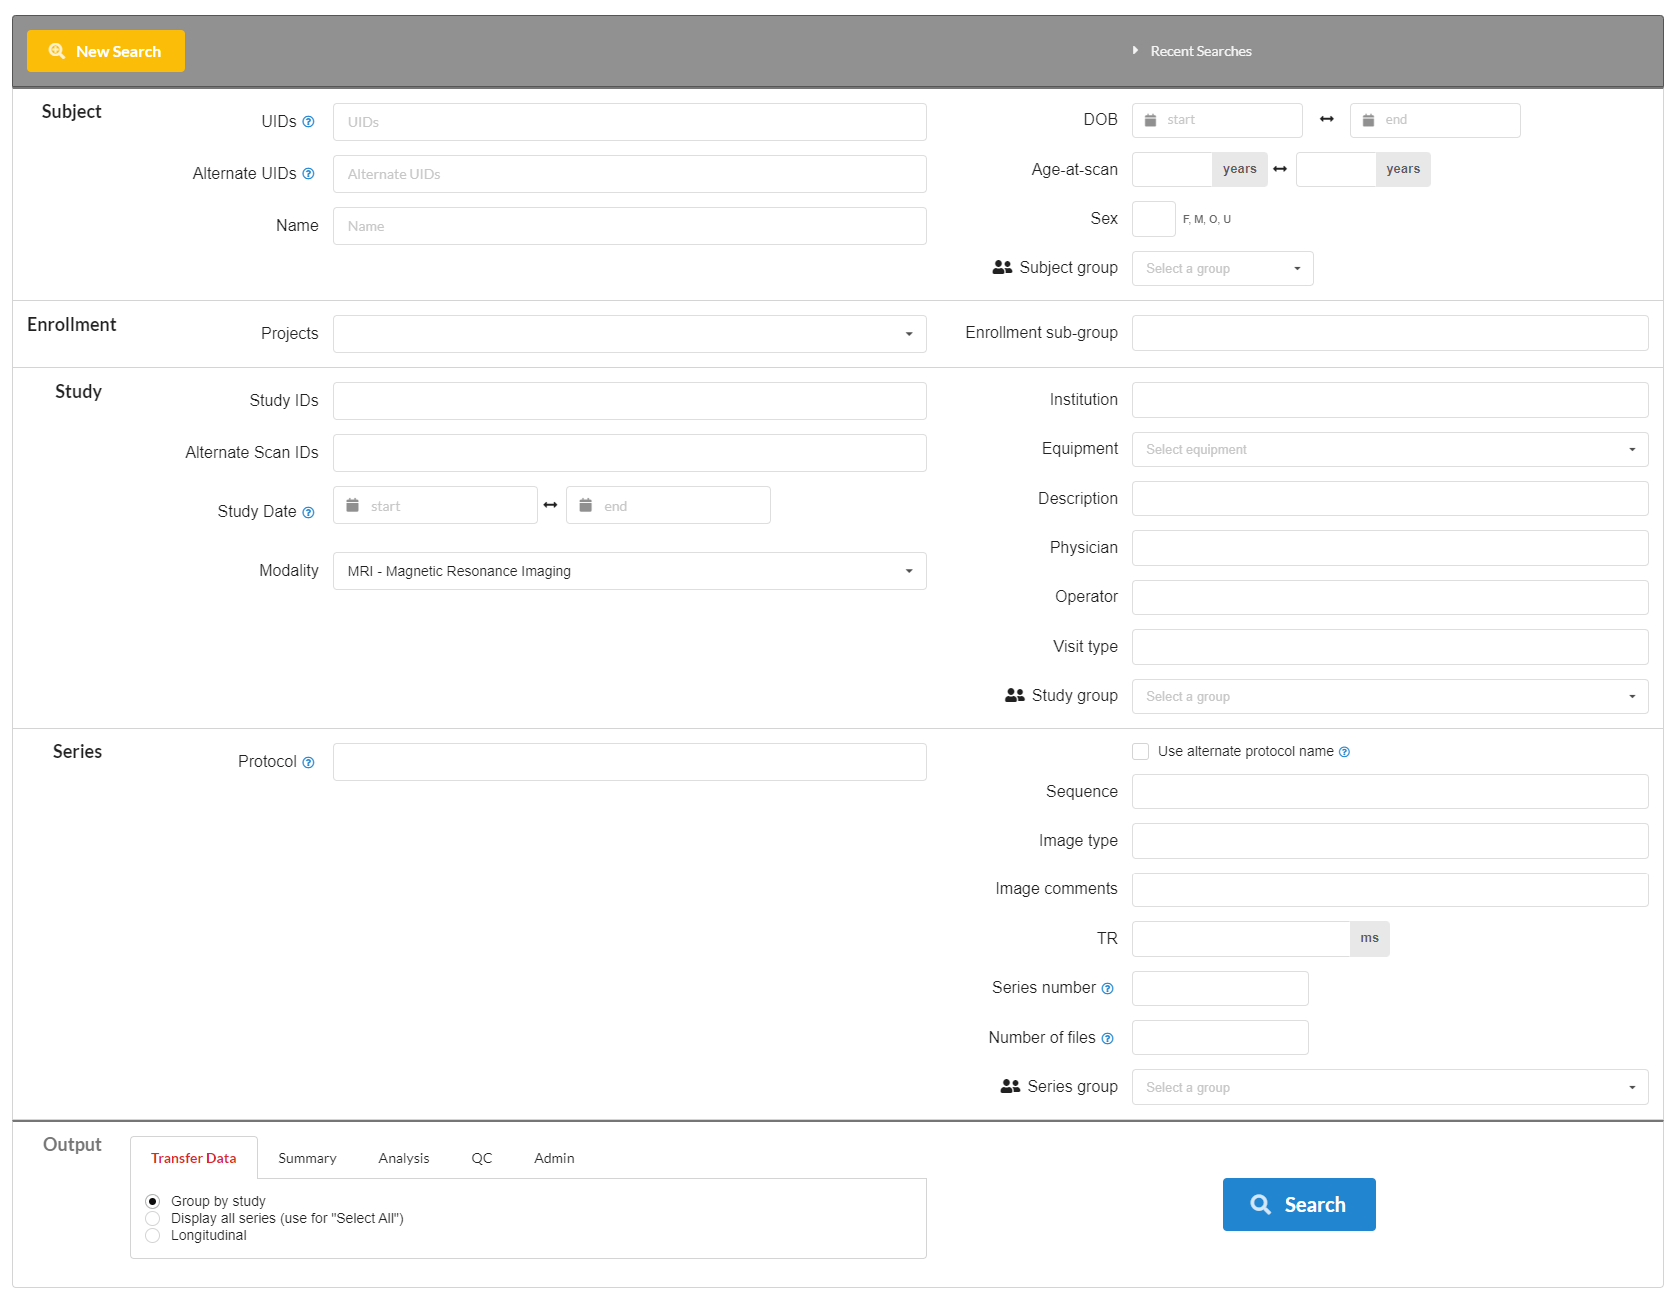 New Search
Recent Searches
Subject
UIDs
UIDs
Alternate UIDs
Alternate UIDs
Name
Name
DOB
start
end
Age-at-scan
years
years
Sex
F, M, O, U
Subject group
Select a group
Enrollment
Projects
Enrollment sub-group
Study
Study IDs
Alternate Scan IDs
Study Date
start
end
Modality
MRI - Magnetic Resonance Imaging
Institution
Equipment
Select equipment
Description
Physician
Operator
Visit type
Study group
Select a group
Series
Protocol
Use alternate protocol name
Sequence
Image type
Image comments
TR
ms
Series number
Number of files
Series group
Select a group
Output
Transfer Data
Summary
Analysis
QC
Admin
Group by study
Display all series (use for "Select All")
Longitudinal
Search